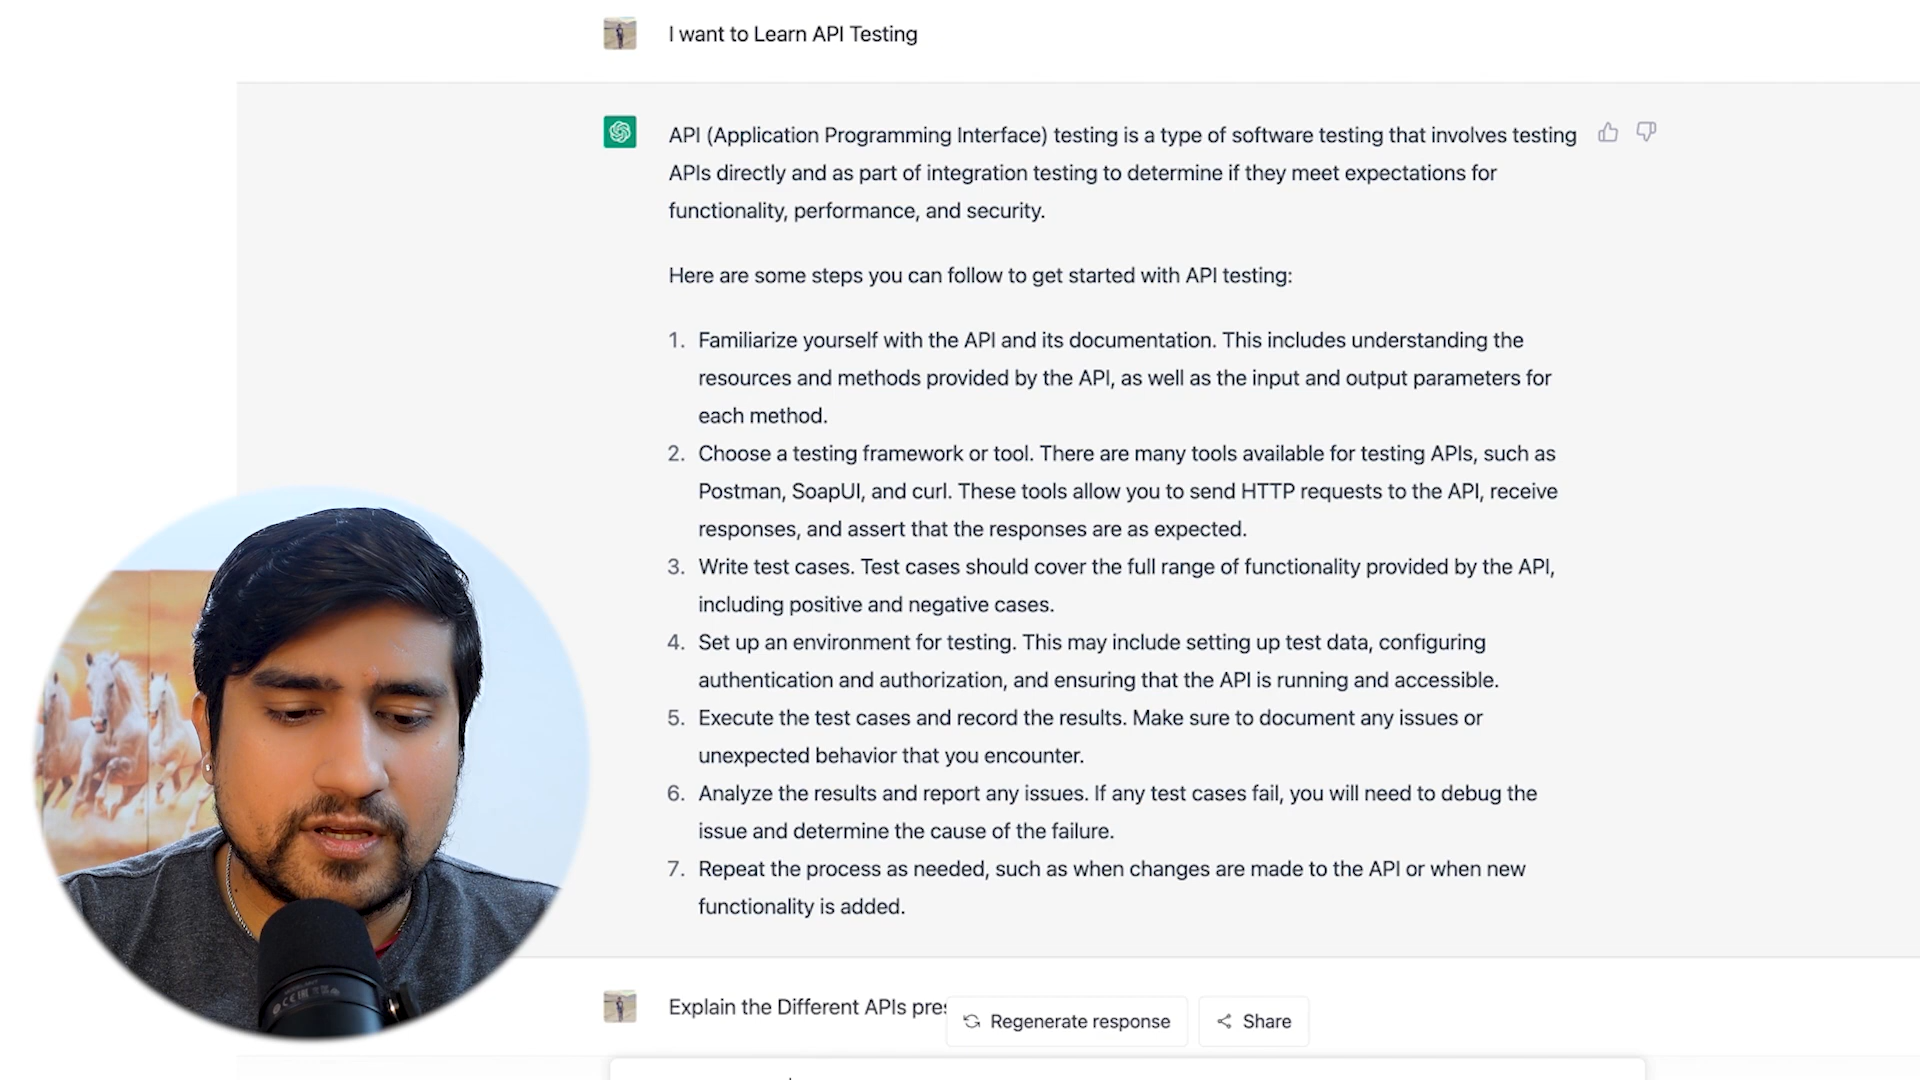 I want to Learn API Testing
API (Application Programming Interface) testing is a type of software testing that involves testing
APIs directly and as part of integration testing to determine if they meet expectations for
functionality, performance, and security.
Here are some steps you can follow to get started with API testing:
1. Familiarize yourself with the API and its documentation. This includes understanding the
resources and methods provided by the API, as well as the input and output parameters for
each method.
2. Choose a testing framework or tool. There are many tools available for testing APIs, such as
Postman, SoapUI, and curl. These tools allow you to send HTTP requests to the API, receive
responses, and assert that the responses are as expected.
3. Write test cases. Test cases should cover the full range of functionality provided by the API,
including positive and negative cases.
4. Set up an environment for testing. This may include setting up test data, configuring
authentication and authorization, and ensuring that the API is running and accessible.
5. Execute the test cases and record the results. Make sure to document any issues or
unexpected behavior that you encounter.
6. Analyze the results and report any issues. If any test cases fail, you will need to debug the
issue and determine the cause of the failure.
7. Repeat the process as needed, such as when changes are made to the API or when new
functionality is added.
Explain the Different APIs
Regenerate response
Share